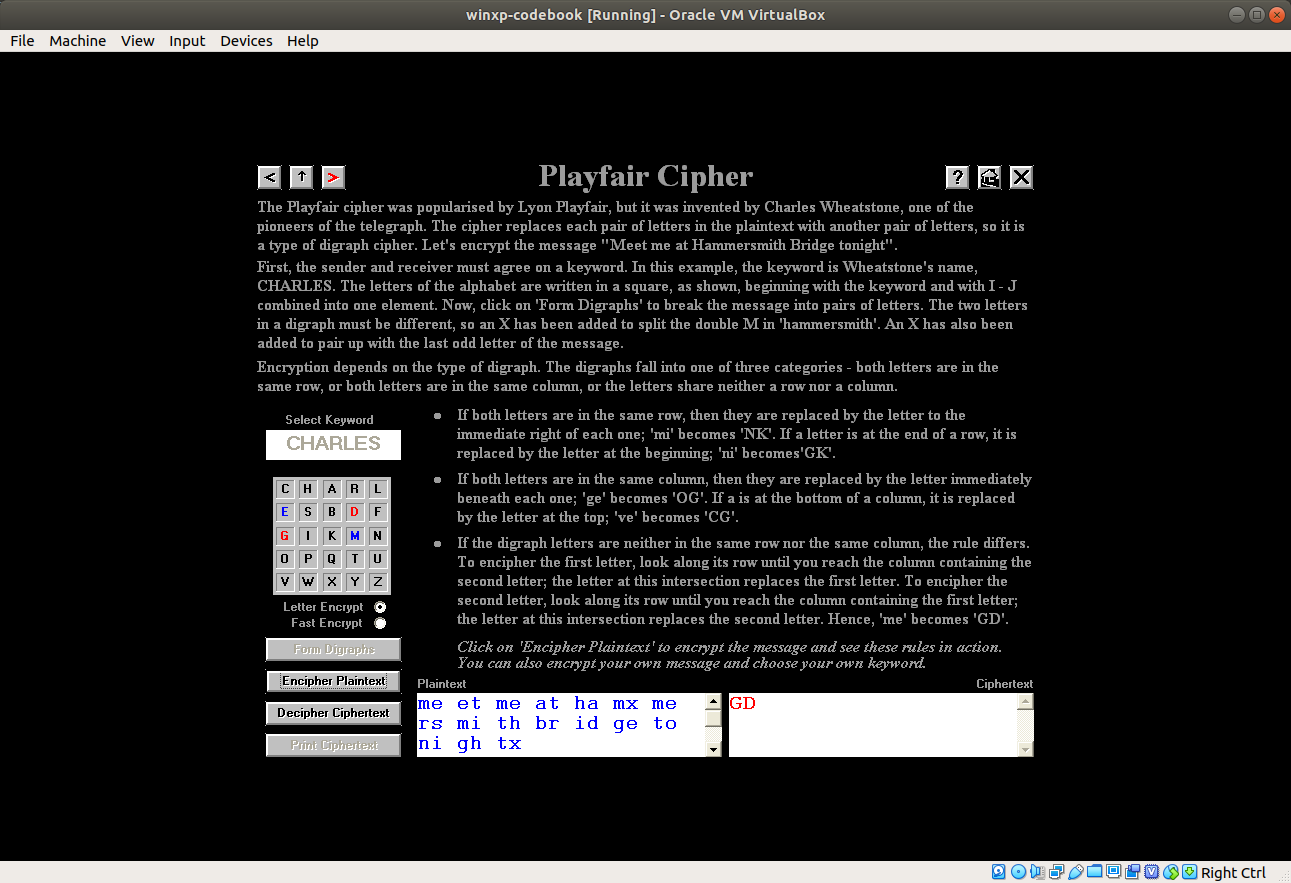 winxp-codebook [Running] - Oracle VM VirtualBox
File Machine View Input Devices Help
< ↑ > Playfair Cipher ? X
The Playfair cipher was popularised by Lyon Playfair, but it was invented by Charles Wheatstone, one of the
pioneers of the telegraph. The cipher replaces each pair of letters in the plaintext with another pair of letters, so it is
a type of digraph cipher. Let's encrypt the message "Meet me at Hammersmith Bridge tonight".
First, the sender and receiver must agree on a keyword. In this example, the keyword is Wheatstone's name,
CHARLES. The letters of the alphabet are written in a square, as shown, beginning with the keyword and with I - J
combined into one element. Now, click on 'Form Digraphs' to break the message into pairs of letters. The two letters
in a digraph must be different, so an X has been added to split the double M in 'hammersmith'. An X has also been
added to pair up with the last odd letter of the message.
Encryption depends on the type of digraph. The digraphs fall into one of three categories - both letters are in the
same row, or both letters are in the same column, or the letters share neither a row nor a column.
Select Keyword
CHARLES
C H A R L
E S B D F
G I K M N
O P Q T U
V W X Y Z
Letter Encrypt
Fast Encrypt
Form Digraphs
Encipher Plaintext
Decipher Ciphertext
Print Ciphertext
If both letters are in the same row, then they are replaced by the letter to the
immediate right of each one; 'mi' becomes 'NK'. If a letter is at the end of a row, it is
replaced by the letter at the beginning; 'ni' becomes'GK'.
If both letters are in the same column, then they are replaced by the letter immediately
beneath each one; 'ge' becomes 'OG'. If a is at the bottom of a column, it is replaced
by the letter at the top; 've' becomes 'CG'.
If the digraph letters are neither in the same row nor the same column, the rule differs.
To encipher the first letter, look along its row until you reach the column containing the
second letter; the letter at this intersection replaces the first letter. To encipher the
second letter, look along its row until you reach the column containing the first letter;
the letter at this intersection replaces the second letter. Hence, 'me' becomes 'GD'.
Click on 'Encipher Plaintext' to encrypt the message and see these rules in action.
You can also encrypt your own message and choose your own keyword.
Plaintext
me et me at ha mx me
rs mi th br id ge to
ni gh tx
Ciphertext
GD
Right Ctrl